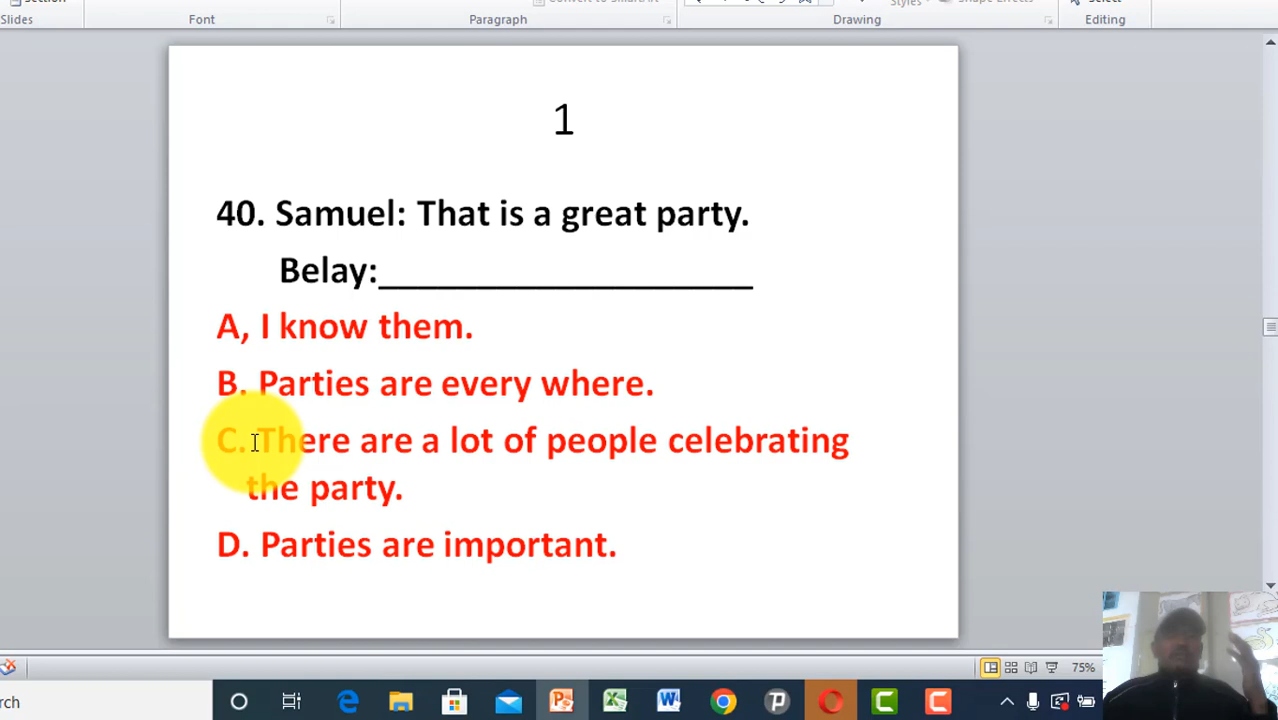 Slides
Font
Paragraph
Drawing
Editing
1
40. Samuel: That is a great party.
Belay:____________________
A, I know them.
B. Parties are every where.
C. There are a lot of people celebrating
the party.
D. Parties are important.
75%
rch